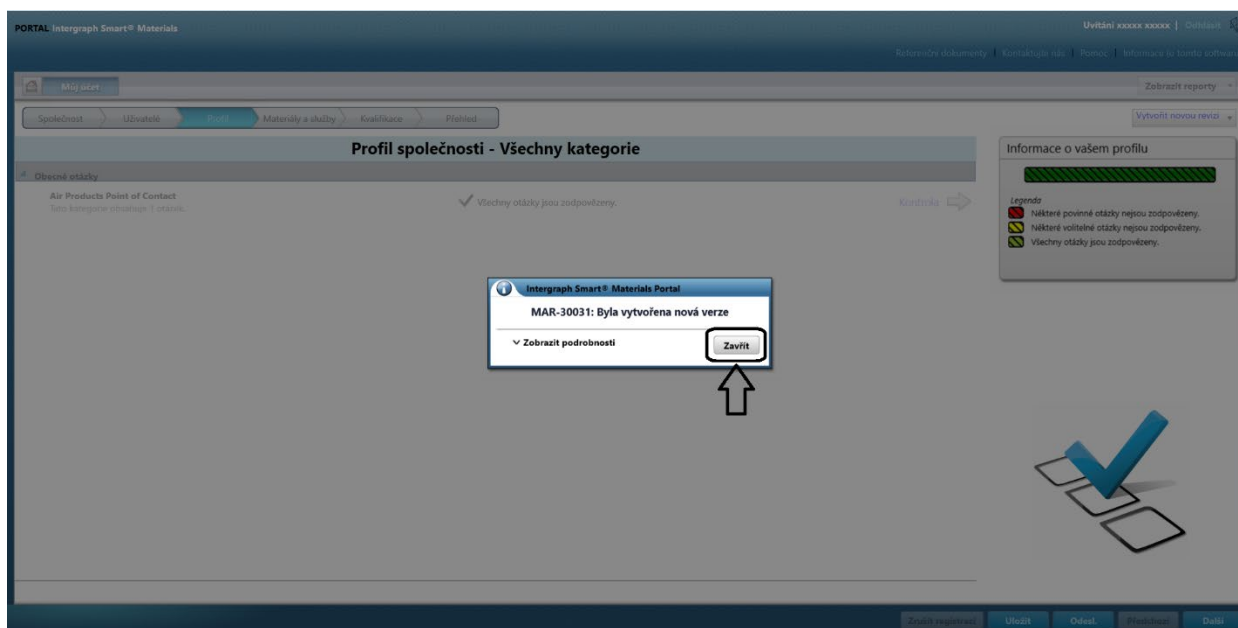 PORTAL Intergraph Smart® Materials
Uvítání xxxxx xxxxx | Odhlásit
Referenční dokumenty | Kontaktujte nás | Pomoc | Informace
Můj účet
Zobrazit reporty
Společnost
Uživatelé
Profil
Materiály a služby
Kvalifikace
Přehled
Vytvořit novou revizi
Profil společnosti - Všechny kategorie
Obecné otázky
Air Products Point of Contact
Tato kategorie obsahuje 1 otázek.
Všechny otázky jsou zodpovězeny.
Informace o vašem profilu
Legenda
Některé povinné otázky nejsou zodpovězeny.
Některé volitelné otázky nejsou zodpovězeny.
Všechny otázky jsou zodpovězeny.
Intergraph Smart® Materials Portal
MAR-30031: Byla vytvořena nová verze
Zobrazit podrobnosti
Zavřít
Zrušit registraci
Uložit
Odesl.
Předchozí
Další